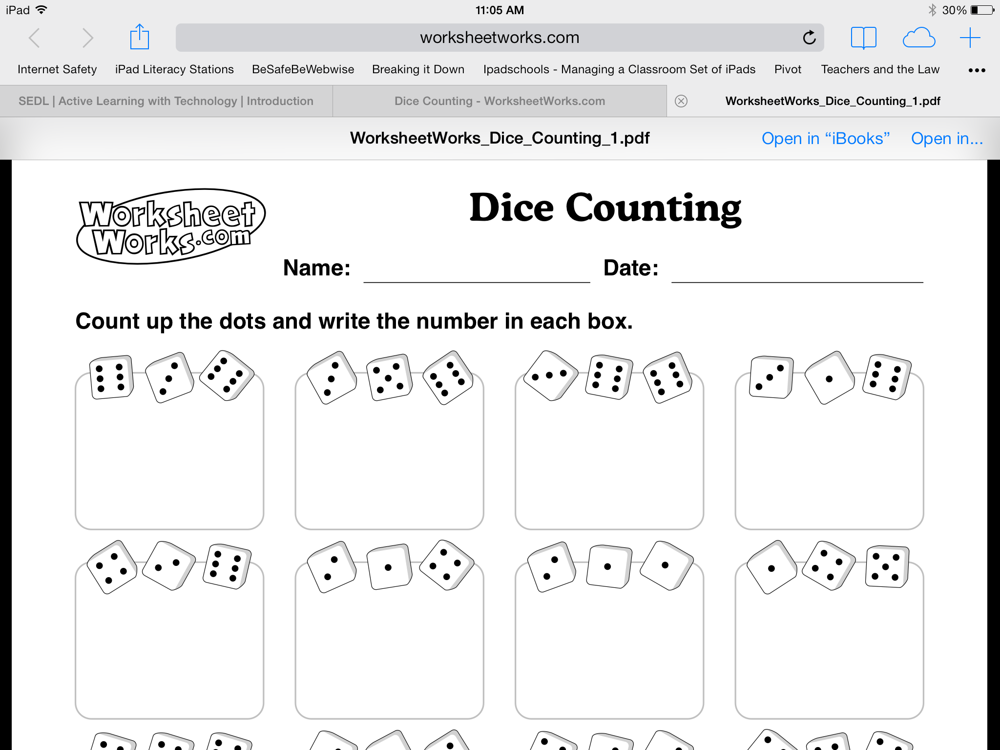 iPad 11:05 AM 30%
worksheetworks.com
Internet Safety iPad Literacy Stations BeSafeBeWebwise Breaking it Down Ipadschools - Managing a Classroom Set of iPads Pivot Teachers and the Law •••
SEDL | Active Learning with Technology | Introduction Dice Counting - WorksheetWorks.com WorksheetWorks_Dice_Counting_1.pdf
WorksheetWorks_Dice_Counting_1.pdf Open in “iBooks” Open in...
Worksheet
Works.com
Dice Counting
Name: Date:
Count up the dots and write the number in each box.